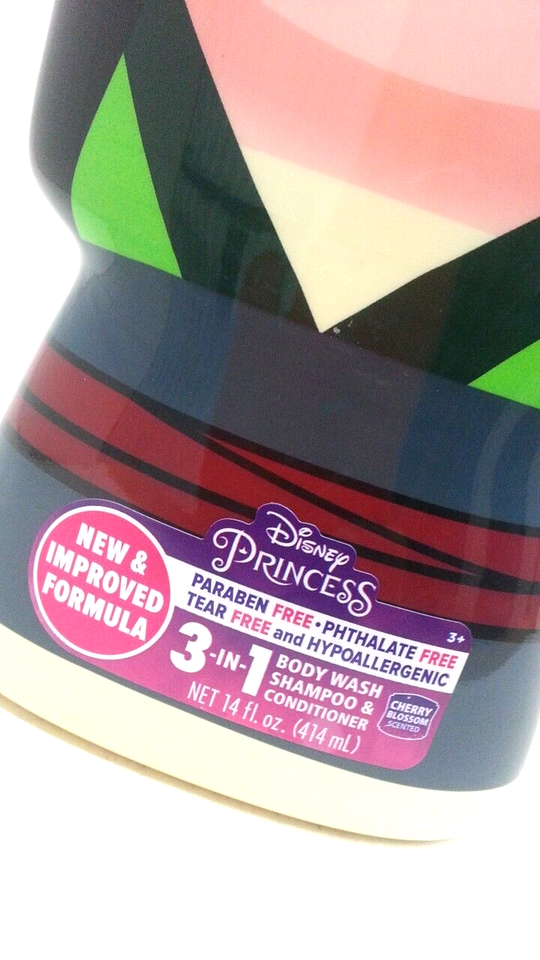 NEW &
IMPROVED
FORMULA
Disney
PRINCESS
3+
PARABEN FREE • PHTHALATE FREE
TEAR FREE and HYPOALLERGENIC
3-IN-1
BODY WASH
SHAMPOO &
CONDITIONER
NET 14 fl. oz. (414 mL)
CHERRY
BLOSSOM
SCENTED